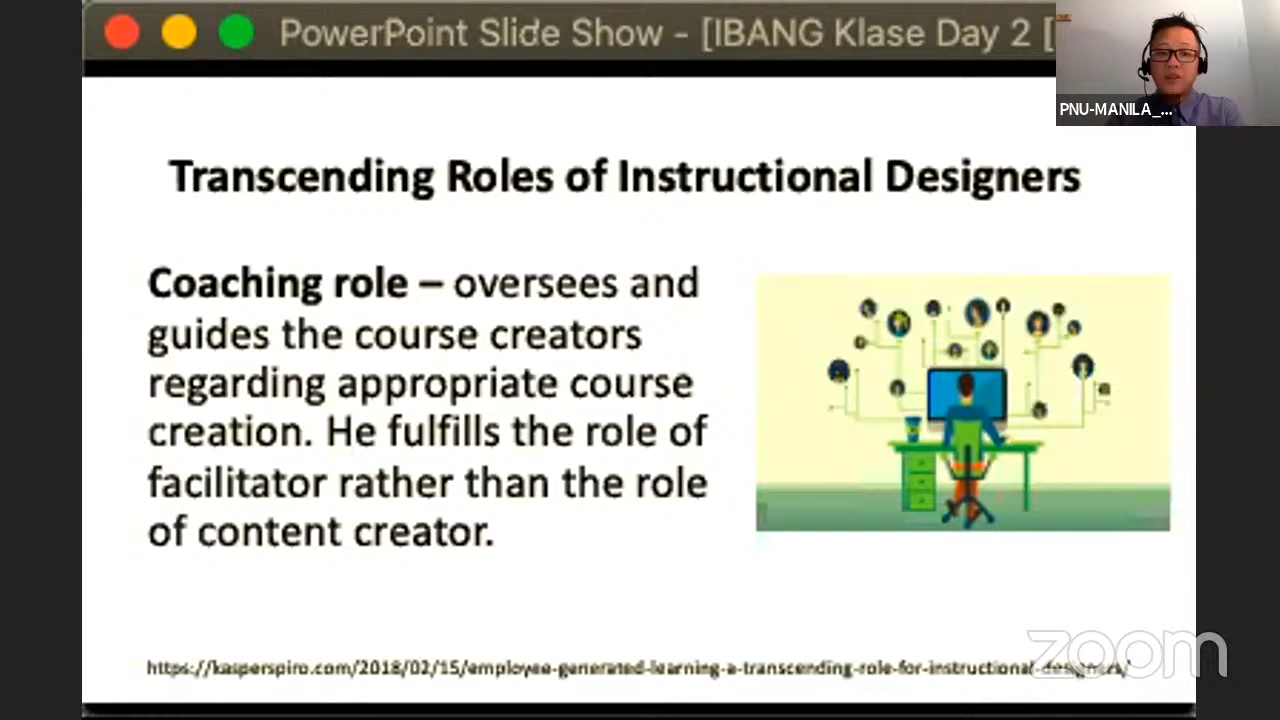 PowerPoint Slide Show - [IBANG Klase Day 2 [
PNU-MANILA_...
Transcending Roles of Instructional Designers
Coaching role – oversees and
guides the course creators
regarding appropriate course
creation. He fulfills the role of
facilitator rather than the role
of content creator.
https://kasperspiro.com/2018/02/15/employee-generated-learning-a-transcending-role-for-instructional-designers/
zoom